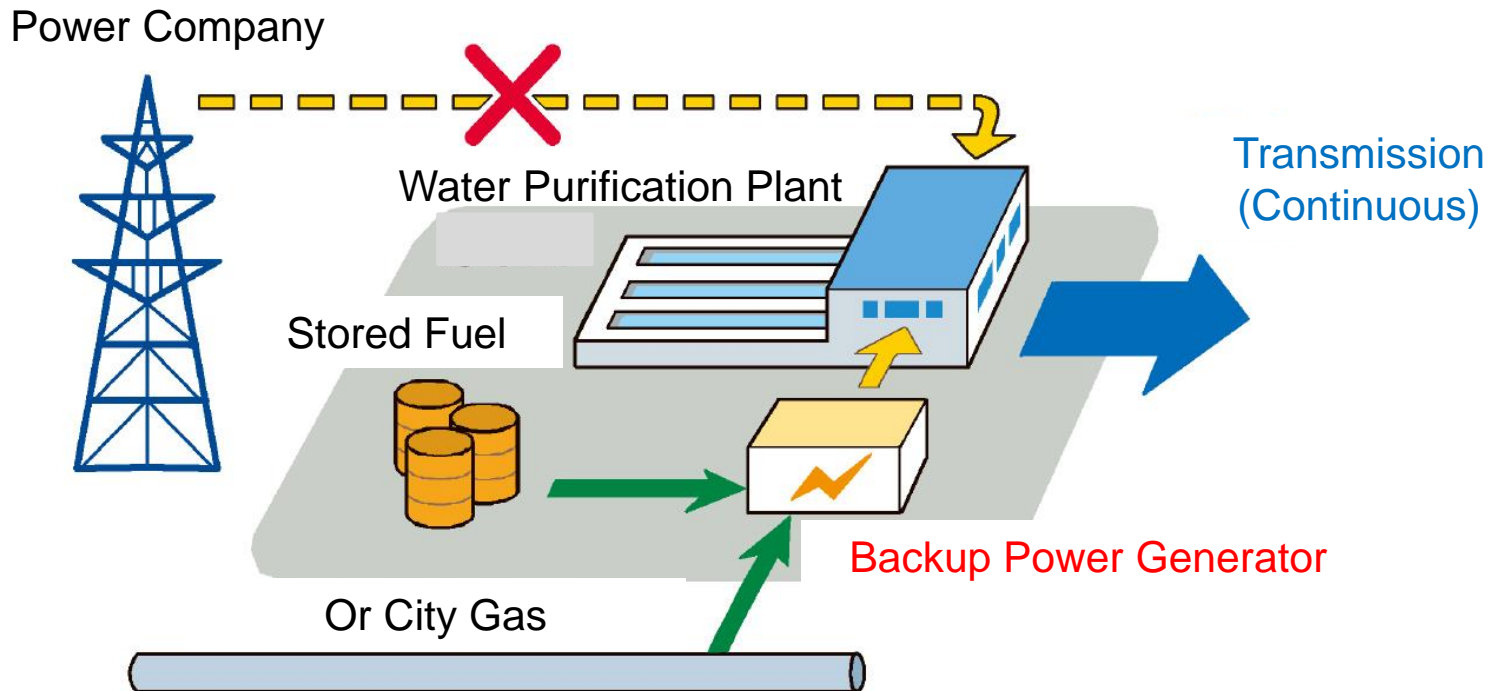 Power Company
Water Purification Plant
Transmission
(Continuous)
Stored Fuel
Backup Power Generator
Or City Gas